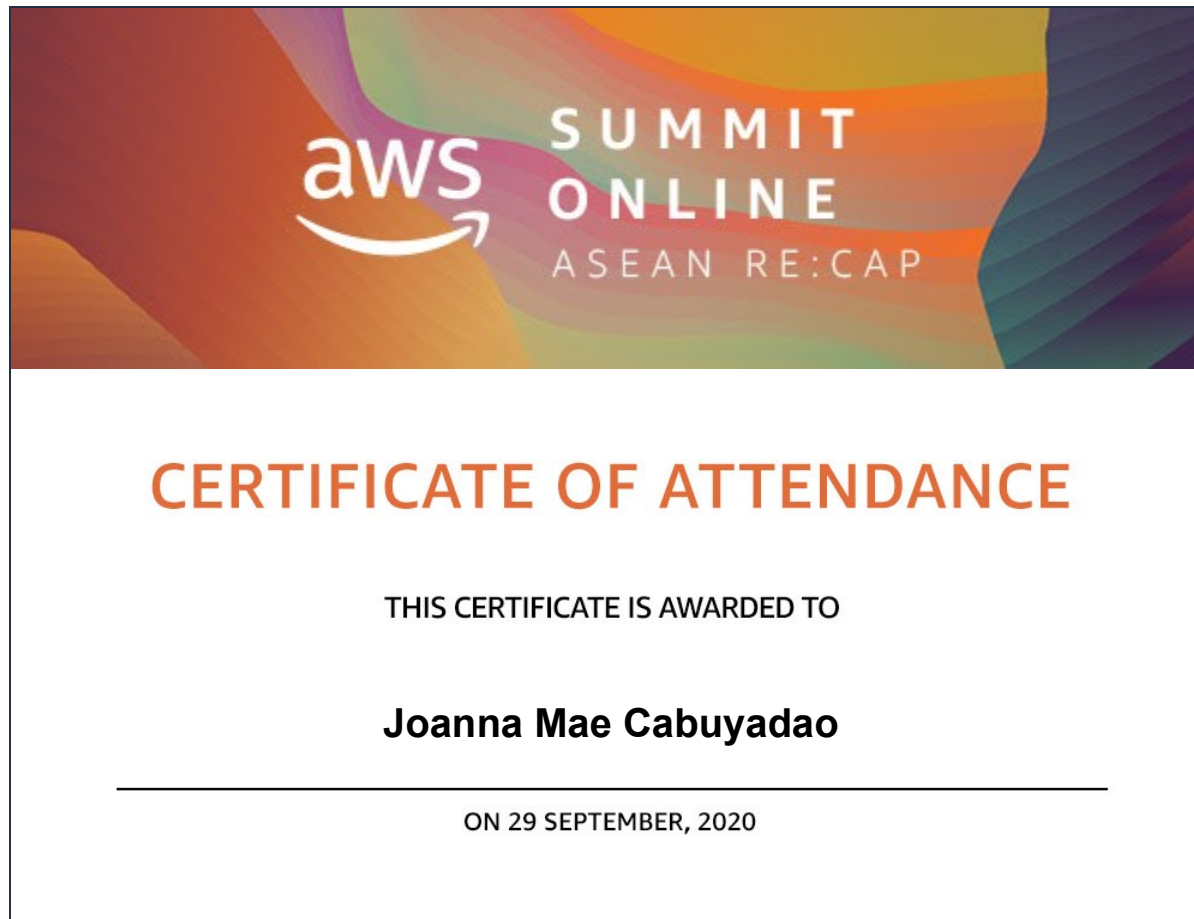 aws
SUMMIT
ONLINE
ASEAN RE:CAP
CERTIFICATE OF ATTENDANCE
THIS CERTIFICATE IS AWARDED TO
Joanna Mae Cabuyadao
ON 29 SEPTEMBER, 2020